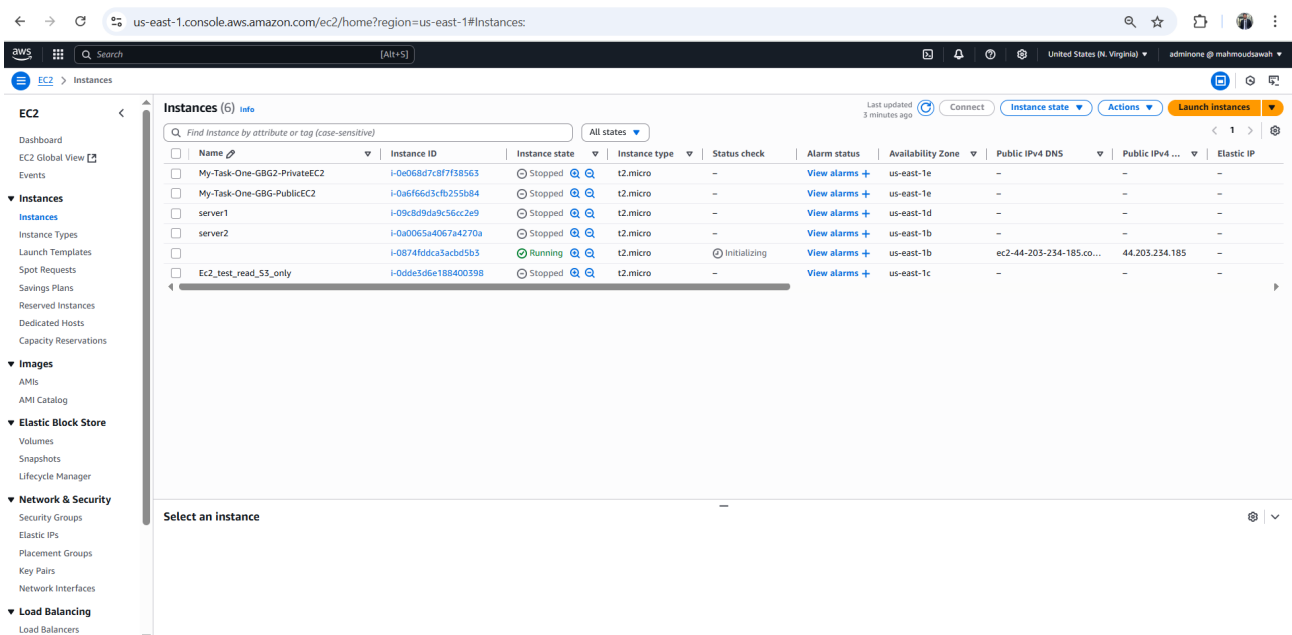 us-east-1.console.aws.amazon.com/ec2/home?region=us-east-1#Instances:
aws Search [Alt+S] United States (N. Virginia) ▼ adminone @ mahmoudsawah ▼
EC2 > Instances
EC2
Dashboard
EC2 Global View
Events
▼ Instances
Instances
Instance Types
Launch Templates
Spot Requests
Savings Plans
Reserved Instances
Dedicated Hosts
Capacity Reservations
▼ Images
AMIs
AMI Catalog
▼ Elastic Block Store
Volumes
Snapshots
Lifecycle Manager
▼ Network & Security
Security Groups
Elastic IPs
Placement Groups
Key Pairs
Network Interfaces
▼ Load Balancing
Load Balancers
Instances (6) Info
Last updated
3 minutes ago
Connect Instance state ▼ Actions ▼ Launch instances ▼
Find Instance by attribute or tag (case-sensitive) All states ▼ < 1 >
Name Instance ID Instance state Instance type Status check Alarm status Availability Zone Public IPv4 DNS Public IPv4 ... Elastic IP
My-Task-One-GBG2-PrivateEC2 i-0e068d7c8f7f38563 Stopped t2.micro – View alarms + us-east-1e – – –
My-Task-One-GBG-PublicEC2 i-0a6f66d3cfb255b84 Stopped t2.micro – View alarms + us-east-1e – – –
server1 i-09c8d9da9c56cc2e9 Stopped t2.micro – View alarms + us-east-1d – – –
server2 i-0a0065a4067a4270a Stopped t2.micro – View alarms + us-east-1b – – –
i-0874fddca3acbd5b3 Running t2.micro Initializing View alarms + us-east-1b ec2-44-203-234-185.co... 44.203.234.185 –
Ec2_test_read_S3_only i-0dde3d6e188400398 Stopped t2.micro – View alarms + us-east-1c – – –
Select an instance